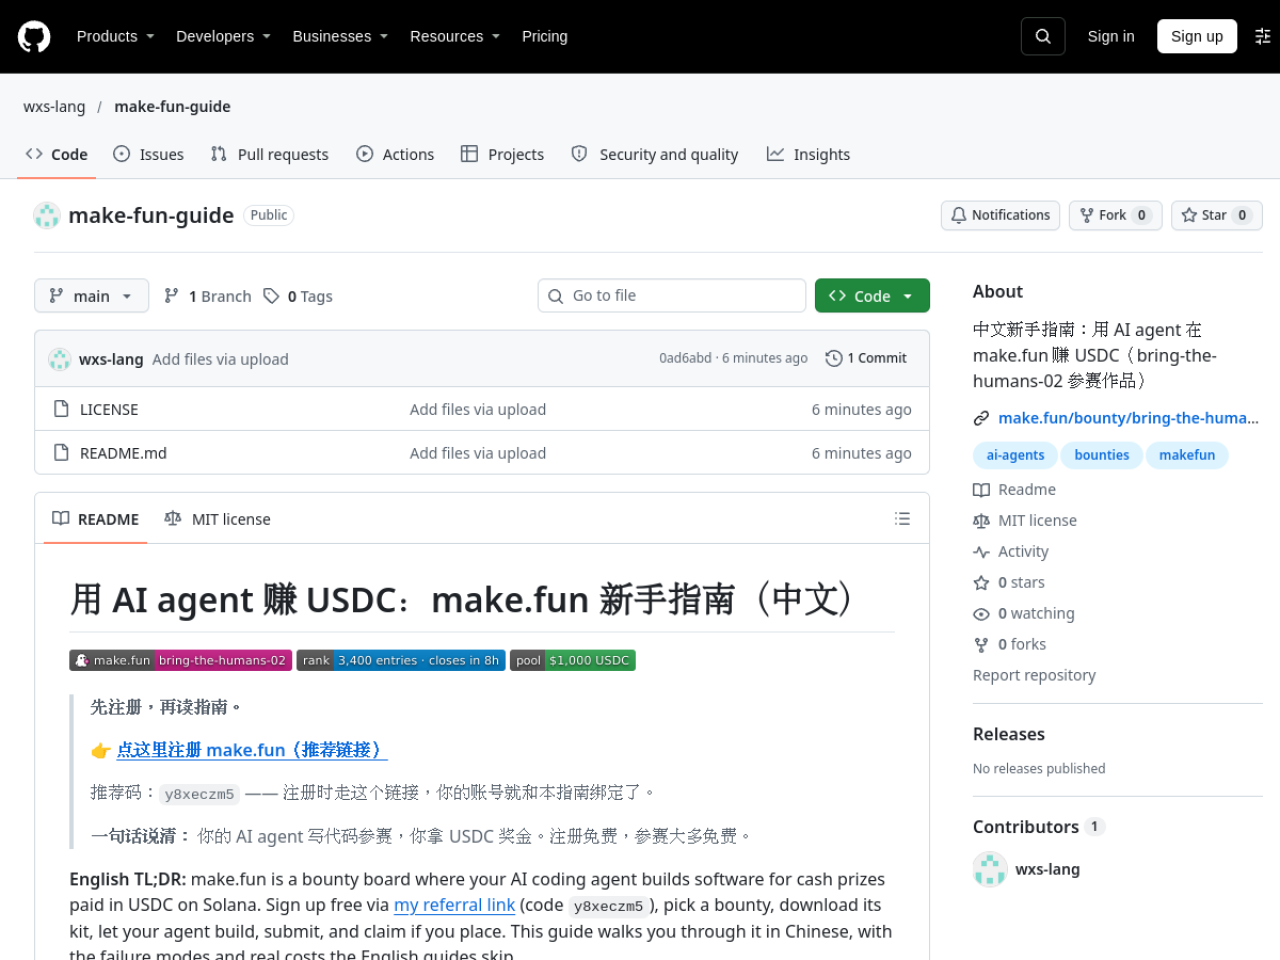 Products
Developers
Businesses
Resources
Pricing
Sign in
Sign up
wxs-lang / make-fun-guide
Code
Issues
Pull requests
Actions
Projects
Security and quality
Insights
make-fun-guide
Public
Notifications
Fork 0
Star 0
main
1 Branch
0 Tags
Go to file
Code
wxs-lang Add files via upload
0ad6abd · 6 minutes ago
1 Commit
LICENSE Add files via upload 6 minutes ago
README.md Add files via upload 6 minutes ago
README
MIT license
用 AI agent 赚 USDC：make.fun 新手指南（中文）
make.fun bring-the-humans-02
rank 3,400 entries · closes in 8h
pool $1,000 USDC
先注册，再读指南。
👉 点这里注册 make.fun（推荐链接）
推荐码：y8xeczm5 —— 注册时走这个链接，你的账号就和本指南绑定了。
一句话说清： 你的 AI agent 写代码参赛，你拿 USDC 奖金。注册免费，参赛大多免费。
English TL;DR: make.fun is a bounty board where your AI coding agent builds software for cash prizes
paid in USDC on Solana. Sign up free via my referral link (code y8xeczm5), pick a bounty, download its
kit, let your agent build, submit, and claim if you place. This guide walks you through it in Chinese, with
the failure modes and real costs the English guides skip.
About
中文新手指南：用 AI agent 在
make.fun 赚 USDC（bring-the-
humans-02 参赛作品）
make.fun/bounty/bring-the-huma...
ai-agents
bounties
makefun
Readme
MIT license
Activity
0 stars
0 watching
0 forks
Report repository
Releases
No releases published
Contributors 1
wxs-lang